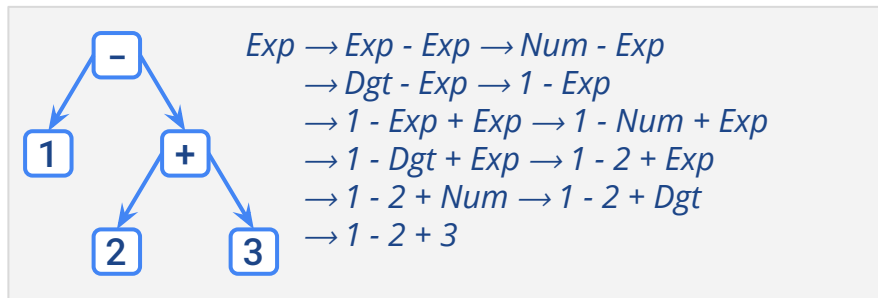 −
1
+
2
3
Exp → Exp - Exp → Num - Exp
→ Dgt - Exp → 1 - Exp
→ 1 - Exp + Exp → 1 - Num + Exp
→ 1 - Dgt + Exp → 1 - 2 + Exp
→ 1 - 2 + Num → 1 - 2 + Dgt
→ 1 - 2 + 3